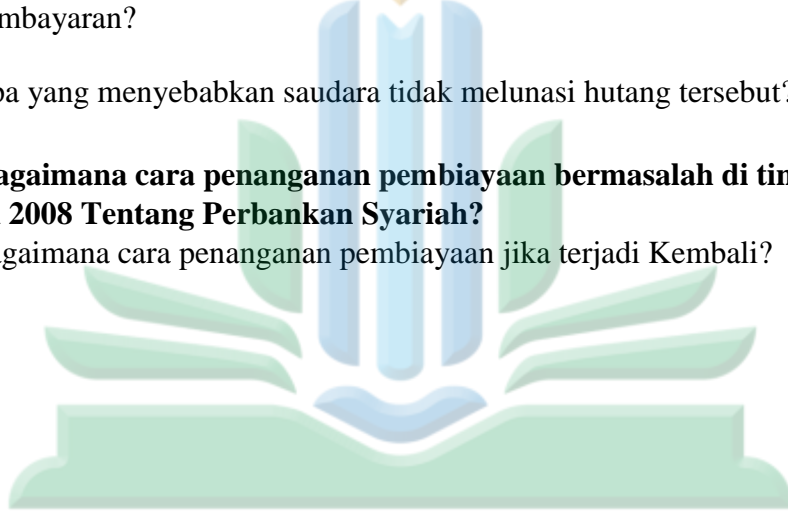 mbayaran?
pa yang menyebabkan saudara tidak melunasi hutang tersebut?
agaimana cara penanganan pembiayaan bermasalah di tin
2008 Tentang Perbankan Syariah?
agaimana cara penanganan pembiayaan jika terjadi Kembali?